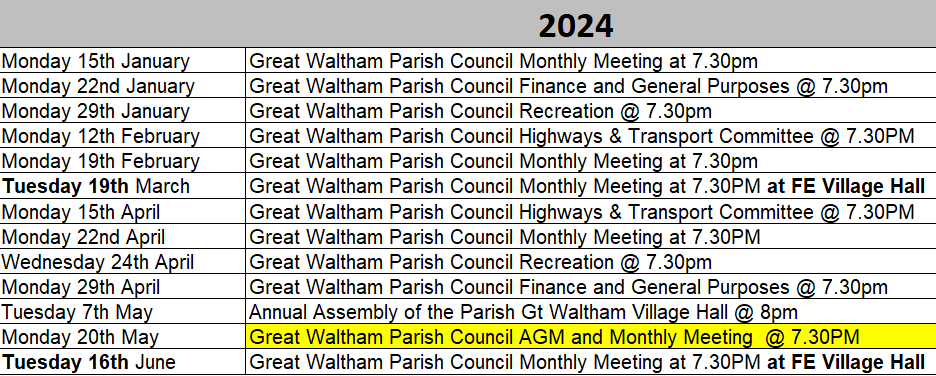 2024
Monday 15th January Great Waltham Parish Council Monthly Meeting at 7.30pm
Monday 22nd January Great Waltham Parish Council Finance and General Purposes @ 7.30pm
Monday 29th January Great Waltham Parish Council Recreation @ 7.30pm
Monday 12th February Great Waltham Parish Council Highways & Transport Committee @ 7.30PM
Monday 19th February Great Waltham Parish Council Monthly Meeting at 7.30pm
Tuesday 19th March Great Waltham Parish Council Monthly Meeting at 7.30PM at FE Village Hall
Monday 15th April Great Waltham Parish Council Highways & Transport Committee @ 7.30PM
Monday 22nd April Great Waltham Parish Council Monthly Meeting at 7.30PM
Wednesday 24th April Great Waltham Parish Council Recreation @ 7.30pm
Monday 29th April Great Waltham Parish Council Finance and General Purposes @ 7.30pm
Tuesday 7th May Annual Assembly of the Parish Gt Waltham Village Hall @ 8pm
Monday 20th May Great Waltham Parish Council AGM and Monthly Meeting @ 7.30PM
Tuesday 16th June Great Waltham Parish Council Monthly Meeting at 7.30PM at FE Village Hall